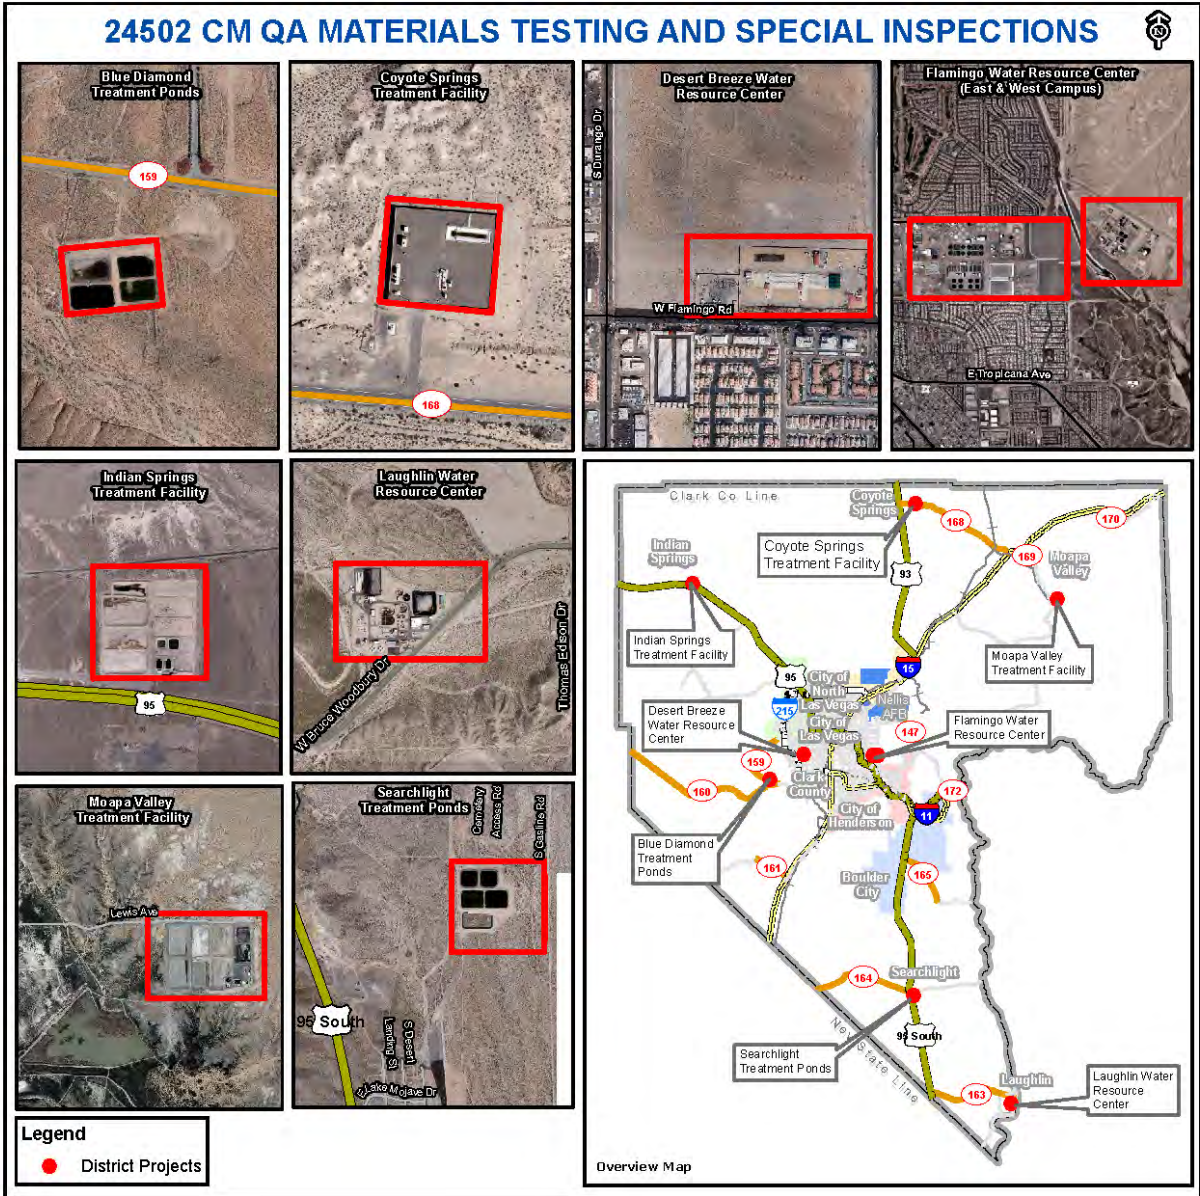 24502 CM QA MATERIALS TESTING AND SPECIAL INSPECTIONS
N
Blue Diamond
Treatment Ponds
159
Coyote Springs
Treatment Facility
168
Desert Breeze Water
Resource Center
S Durango Dr
W Flamingo Rd
Flamingo Water Resource Center
(East & West Campus)
E Tropicana Ave
Indian Springs
Treatment Facility
95
Laughlin Water
Resource Center
W Bruce Woodbury Dr
Thomas Edison Dr
Moapa Valley
Treatment Facility
Lewis Ave
Searchlight
Treatment Ponds
Cemetary
Access Rd
S Gasline Rd
95 South
S Desert
Landing St
E Lake Mojave Dr
Clark Co Line
Coyote
Springs
168
170
Indian
Springs
Coyote Springs
Treatment Facility
93
169
Moapa
Valley
Indian Springs
Treatment Facility
Moapa Valley
Treatment Facility
15
95
City of
North
Las Vegas
Nellis
AFB
215
Desert Breeze
Water Resource
Center
City of
Las Vegas
147
Flamingo Water
Resource Center
159
160
Clark
County
172
11
City of
Henderson
Blue Diamond
Treatment
Ponds
161
Boulder
City
165
164
Searchlight
95 South
Nev State Line
Searchlight
Treatment Ponds
163
Laughlin
Laughlin Water
Resource
Center
Overview Map
Legend
District Projects